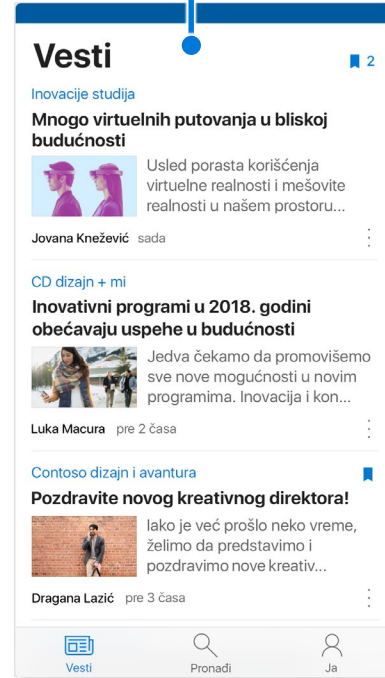 Vesti
2
Inovacije studija
Mnogo virtuelnih putovanja u bliskoj
budućnosti
Usled porasta korišćenja
virtuelne realnosti i mešovite
realnosti u našem prostoru...
Jovana Knežević sada
CD dizajn + mi
Inovativni programi u 2018. godini
obećavaju uspehe u budućnosti
Jedva čekamo da promovišemo
sve nove mogućnosti u novim
programima. Inovacija i kon...
Luka Macura pre 2 časa
Contoso dizajn i avantura
Pozdravite novog kreativnog direktora!
Iako je već prošlo neko vreme,
želimo da predstavimo i
pozdravimo nove kreativ...
Dragana Lazić pre 3 časa
Vesti
Pronađi
Ja